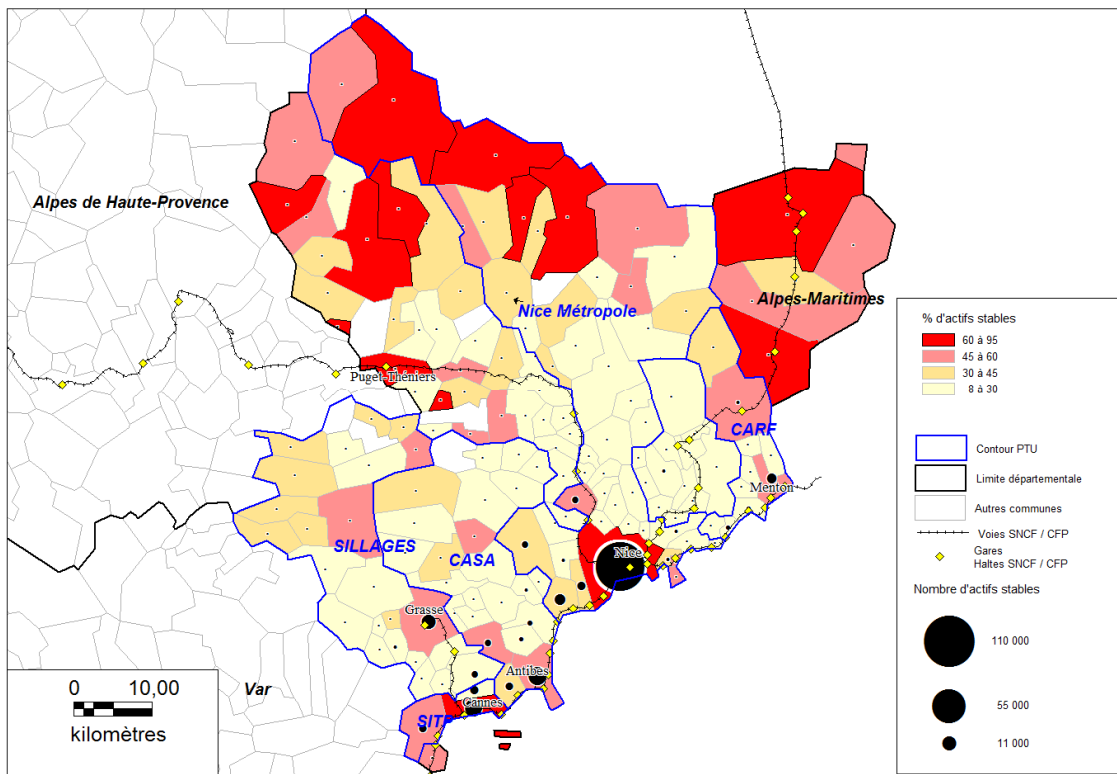 Alpes de Haute-Provence
Nice Métropole
Alpes-Maritimes
Puget-Théniers
CARF
Menton
SILLAGES
CASA
Nice
Grasse
Antibes
Cannes
SITP
Var
0 10,00
kilomètres
% d'actifs stables
60 à 95
45 à 60
30 à 45
8 à 30
Contour PTU
Limite départementale
Autres communes
Voies SNCF / CFP
Gares
Haltes SNCF / CFP
Nombre d'actifs stables
110 000
55 000
11 000